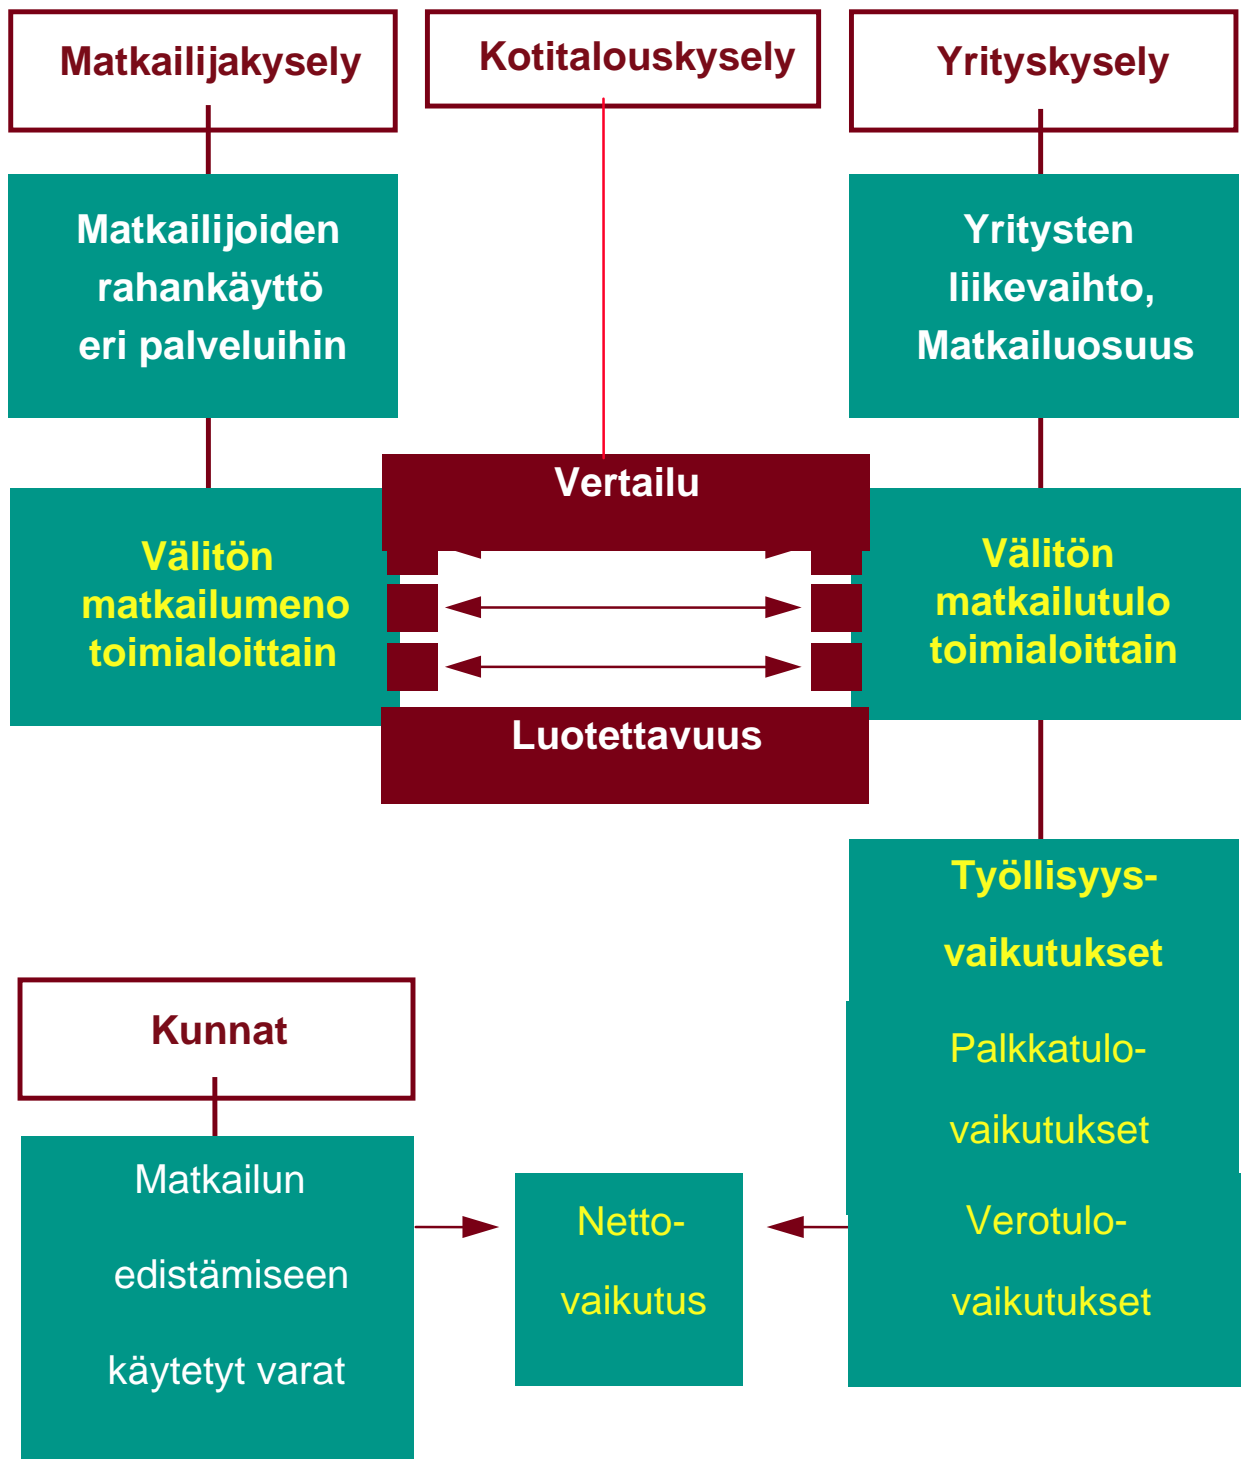 Matkailijakysely
Kotitalouskysely
Yrityskysely
Matkailijoiden
rahankäyttö
eri palveluihin
Yritysten
liikevaihto,
Matkailuosuus
Vertailu
Välitön
matkailumeno
toimialoittain
Välitön
matkailutulo
toimialoittain
Luotettavuus
Työllisyys-
vaikutukset
Palkkatulo-
vaikutukset
Verotulo-
vaikutukset
Kunnat
Matkailun
edistämiseen
käytetyt varat
Netto-
vaikutus